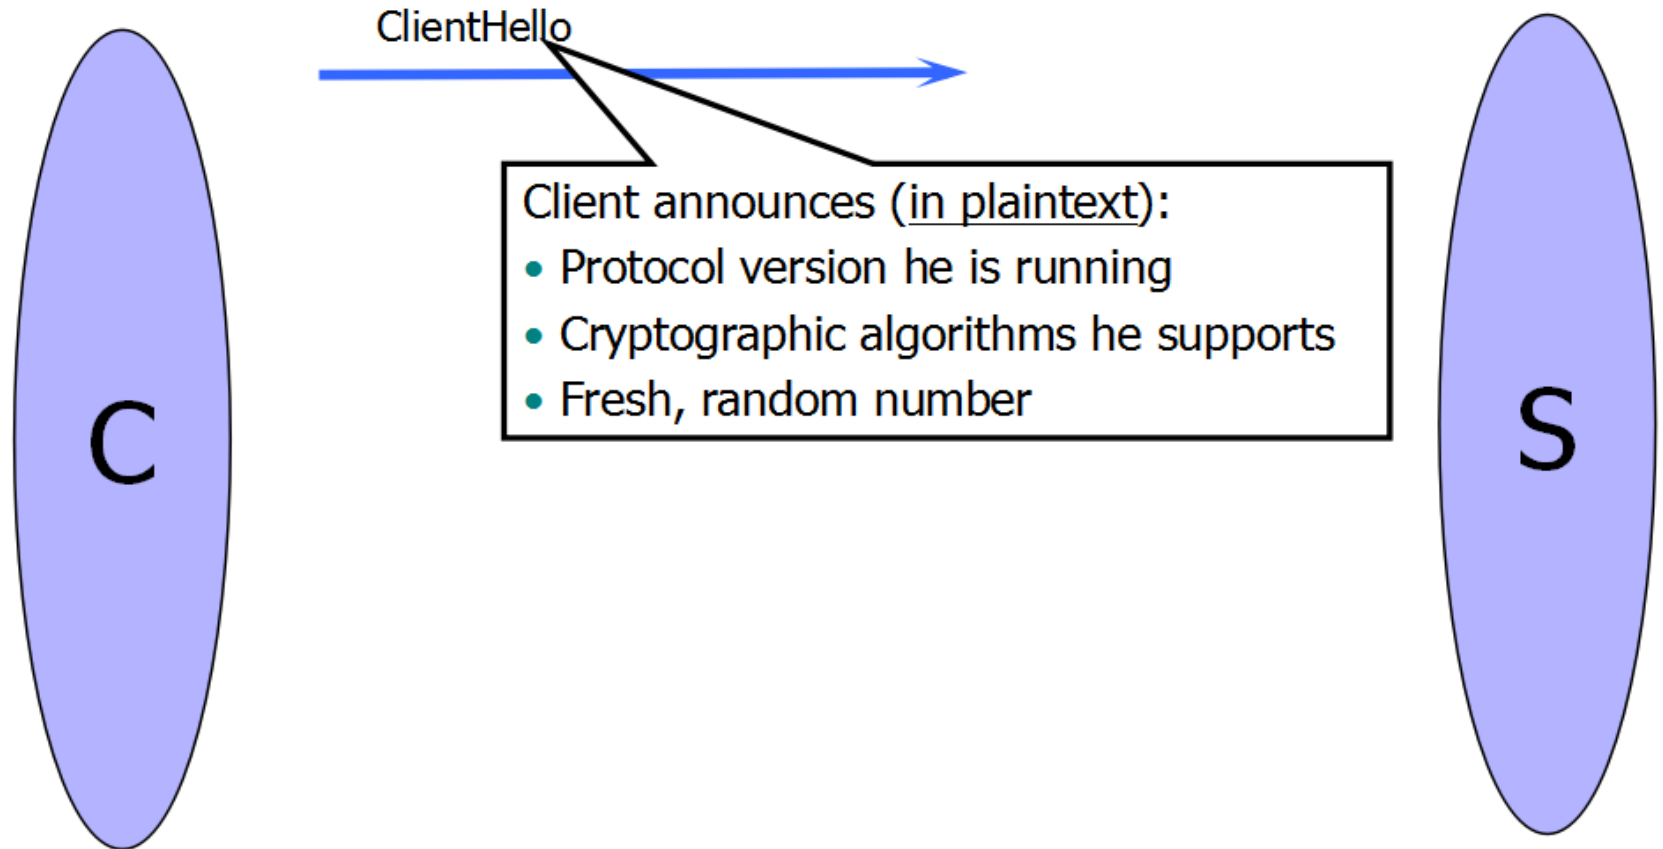 ClientHello
Client announces (in plaintext):
• Protocol version he is running
• Cryptographic algorithms he supports
• Fresh, random number
C
S